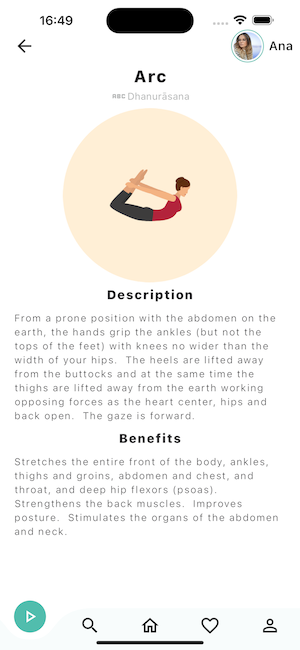 16:49
Ana
Arc
ABC Dhanurāsana
Description
From a prone position with the abdomen on the
earth, the hands grip the ankles (but not the
tops of the feet) with knees no wider than the
width of your hips.  The heels are lifted away
from the buttocks and at the same time the
thighs are lifted away from the earth working
opposing forces as the heart center, hips and
back open.  The gaze is forward.
Benefits
Stretches the entire front of the body, ankles,
thighs and groins, abdomen and chest, and
throat, and deep hip flexors (psoas).
Strengthens the back muscles.  Improves
posture.  Stimulates the organs of the abdomen
and neck.